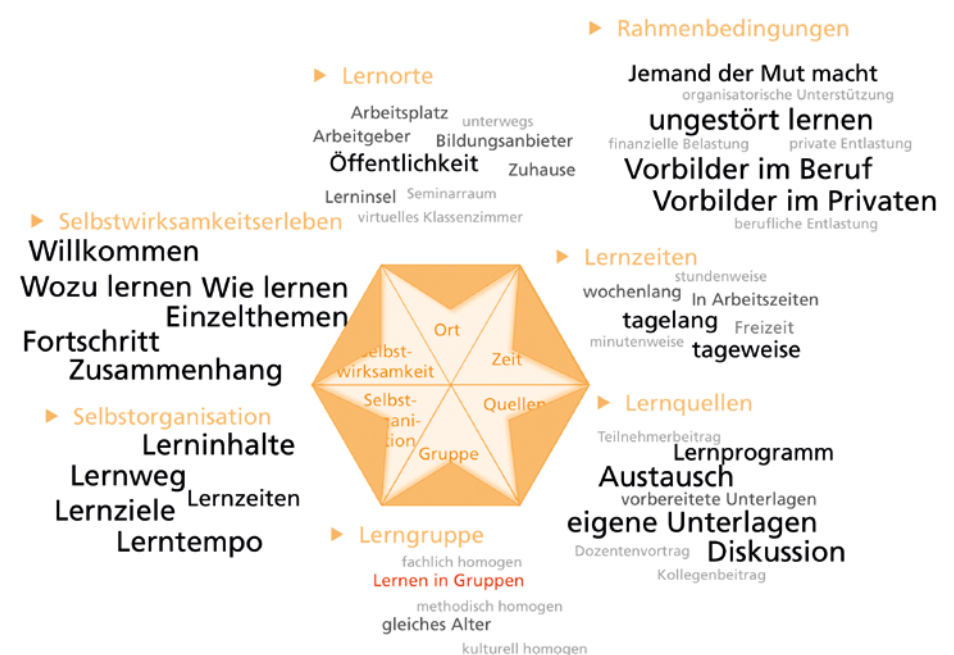 ▶ Rahmenbedingungen
Jemand der Mut macht
organisatorische Unterstützung
ungestört lernen
finanzielle Belastung private Entlastung
Vorbilder im Beruf
Vorbilder im Privaten
berufliche Entlastung
▶ Lernorte
Arbeitsplatz
unterwegs
Arbeitgeber
Bildungsanbieter
Öffentlichkeit
Zuhause
Lerninsel
Seminarraum
virtuelles Klassenzimmer
▶ Selbstwirksamkeitserleben
Willkommen
Wozu lernen Wie lernen
Einzelthemen
Fortschritt
Zusammenhang
▶ Lernzeiten
stundenweise
wochenlang
In Arbeitszeiten
tagelang
Freizeit
minutenweise
tageweise
Ort
Zeit
elbst-
wirksamkeit
Selbst-
ani-
tion
Quellen
Gruppe
▶ Selbstorganisation
Lerninhalte
Lernweg
Lernzeiten
Lernziele
Lerntempo
▶ Lernquellen
Teilnehmerbeitrag
Lernprogramm
Austausch
vorbereitete Unterlagen
eigene Unterlagen
Dozentenvortrag
Diskussion
Kollegenbeitrag
▶ Lerngruppe
fachlich homogen
Lernen in Gruppen
methodisch homogen
gleiches Alter
kulturell homogen